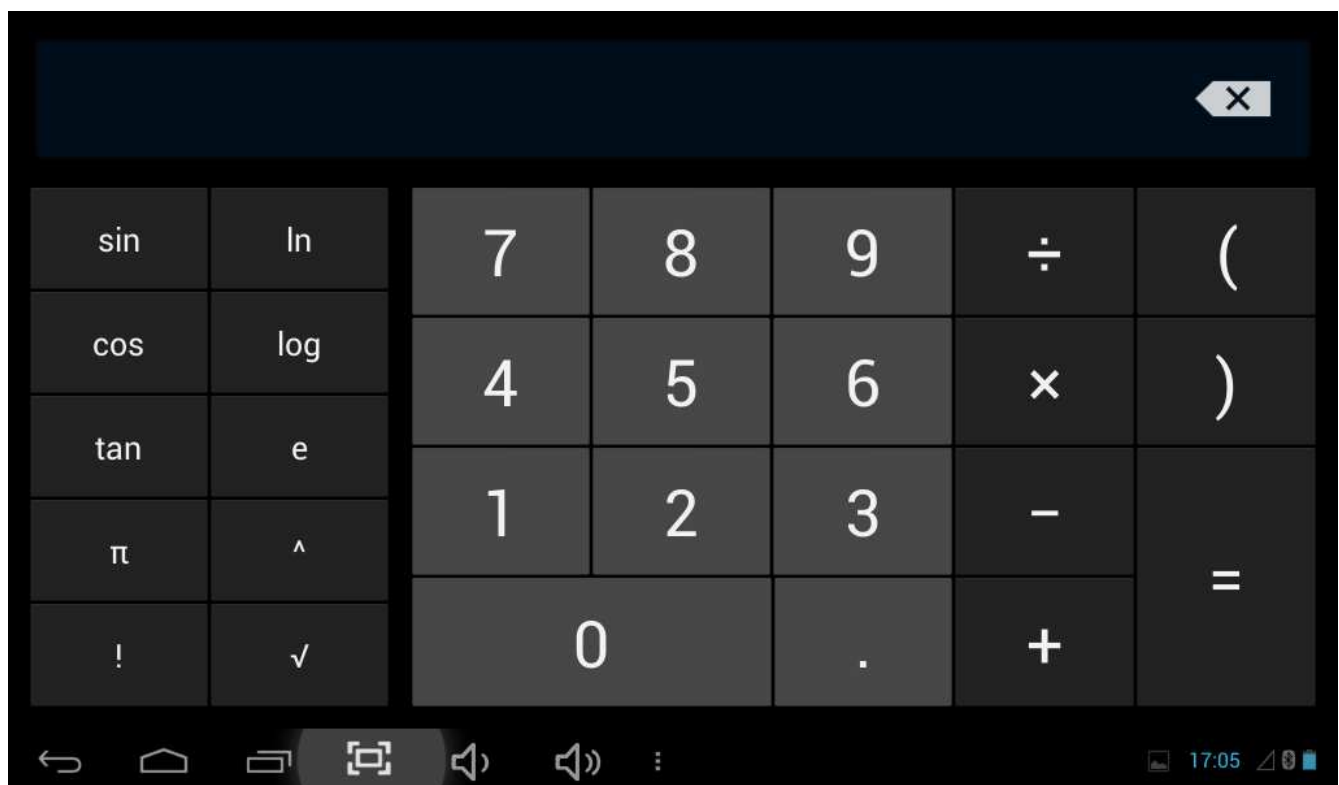 sin ln 7 8 9 ÷ (
cos log 4 5 6 × )
tan e 1 2 3 −
π ^ =
! √ 0 . +
17:05